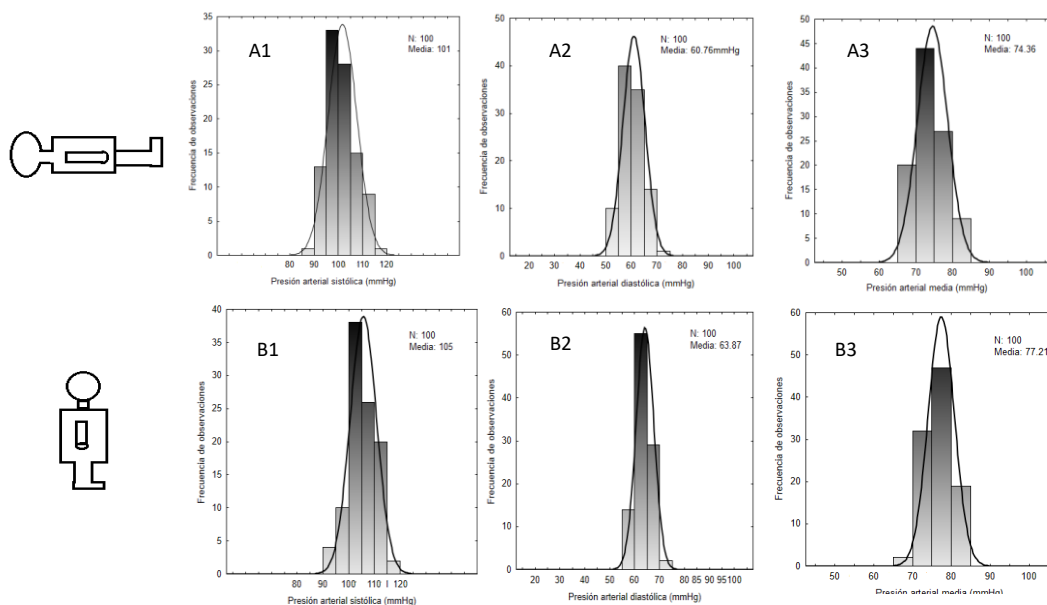 A1
N: 100
Media: 101
Frecuencia de observaciones
35
30
25
20
15
10
5
0
80 90 100 110 120
Presión arterial sistólica (mmHg)
A2
N: 100
Media: 60.76mmHg
Frecuencia de observaciones
50
40
30
20
10
0
20 30 40 50 60 70 80 90 100
Presión arterial diastólica (mmHg)
A3
N: 100
Media: 74.36
Frecuencia de observaciones
50
45
40
35
30
25
20
15
10
5
0
50 60 70 80 90 100
Presión arterial media (mmHg)
B1
N: 100
Media: 105
Frecuencia de observaciones
40
35
30
25
20
15
10
5
0
80 100 110 120
Presión arterial sistólica (mmHg)
B2
N: 100
Media: 63.87
Frecuencia de observaciones
60
50
40
30
20
10
0
20 30 40 50 60 70 80 85 90 95 100
Presión arterial diastólica (mmHg)
B3
N: 100
Media: 77.21
Frecuencia de observaciones
60
50
40
30
20
10
0
50 60 70 80 90 100
Presión arterial media (mmHg)